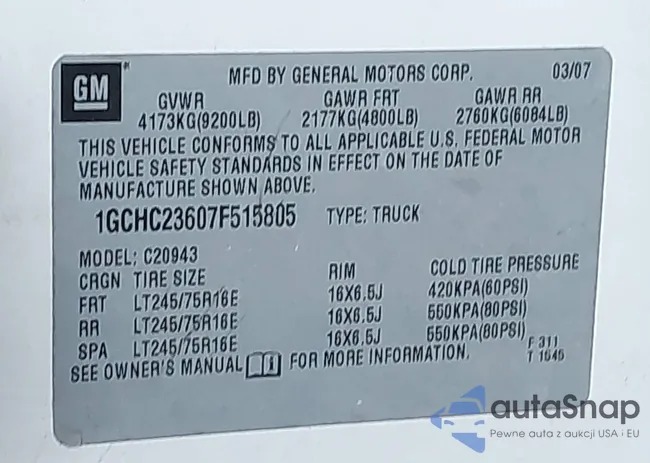 GM
MFD BY GENERAL MOTORS CORP. 03/07
GVWR GAWR FRT GAWR RR
4173KG(9200LB) 2177KG(4800LB) 2760KG(6084LB)
THIS VEHICLE CONFORMS TO ALL APPLICABLE U.S. FEDERAL MOTOR
VEHICLE SAFETY STANDARDS IN EFFECT ON THE DATE OF
MANUFACTURE SHOWN ABOVE.
1GCHC23607F515805 TYPE: TRUCK
MODEL: C20943
CRGN TIRE SIZE RIM COLD TIRE PRESSURE
FRT LT245/75R16E 16X6.5J 420KPA(60PSI)
RR LT245/75R16E 16X6.5J 550KPA(80PSI)
SPA LT245/75R16E 16X6.5J 550KPA(80PSI)
SEE OWNER'S MANUAL FOR MORE INFORMATION.
F 311
T 1645
autaSnap
Pewne auta z aukcji USA i EU